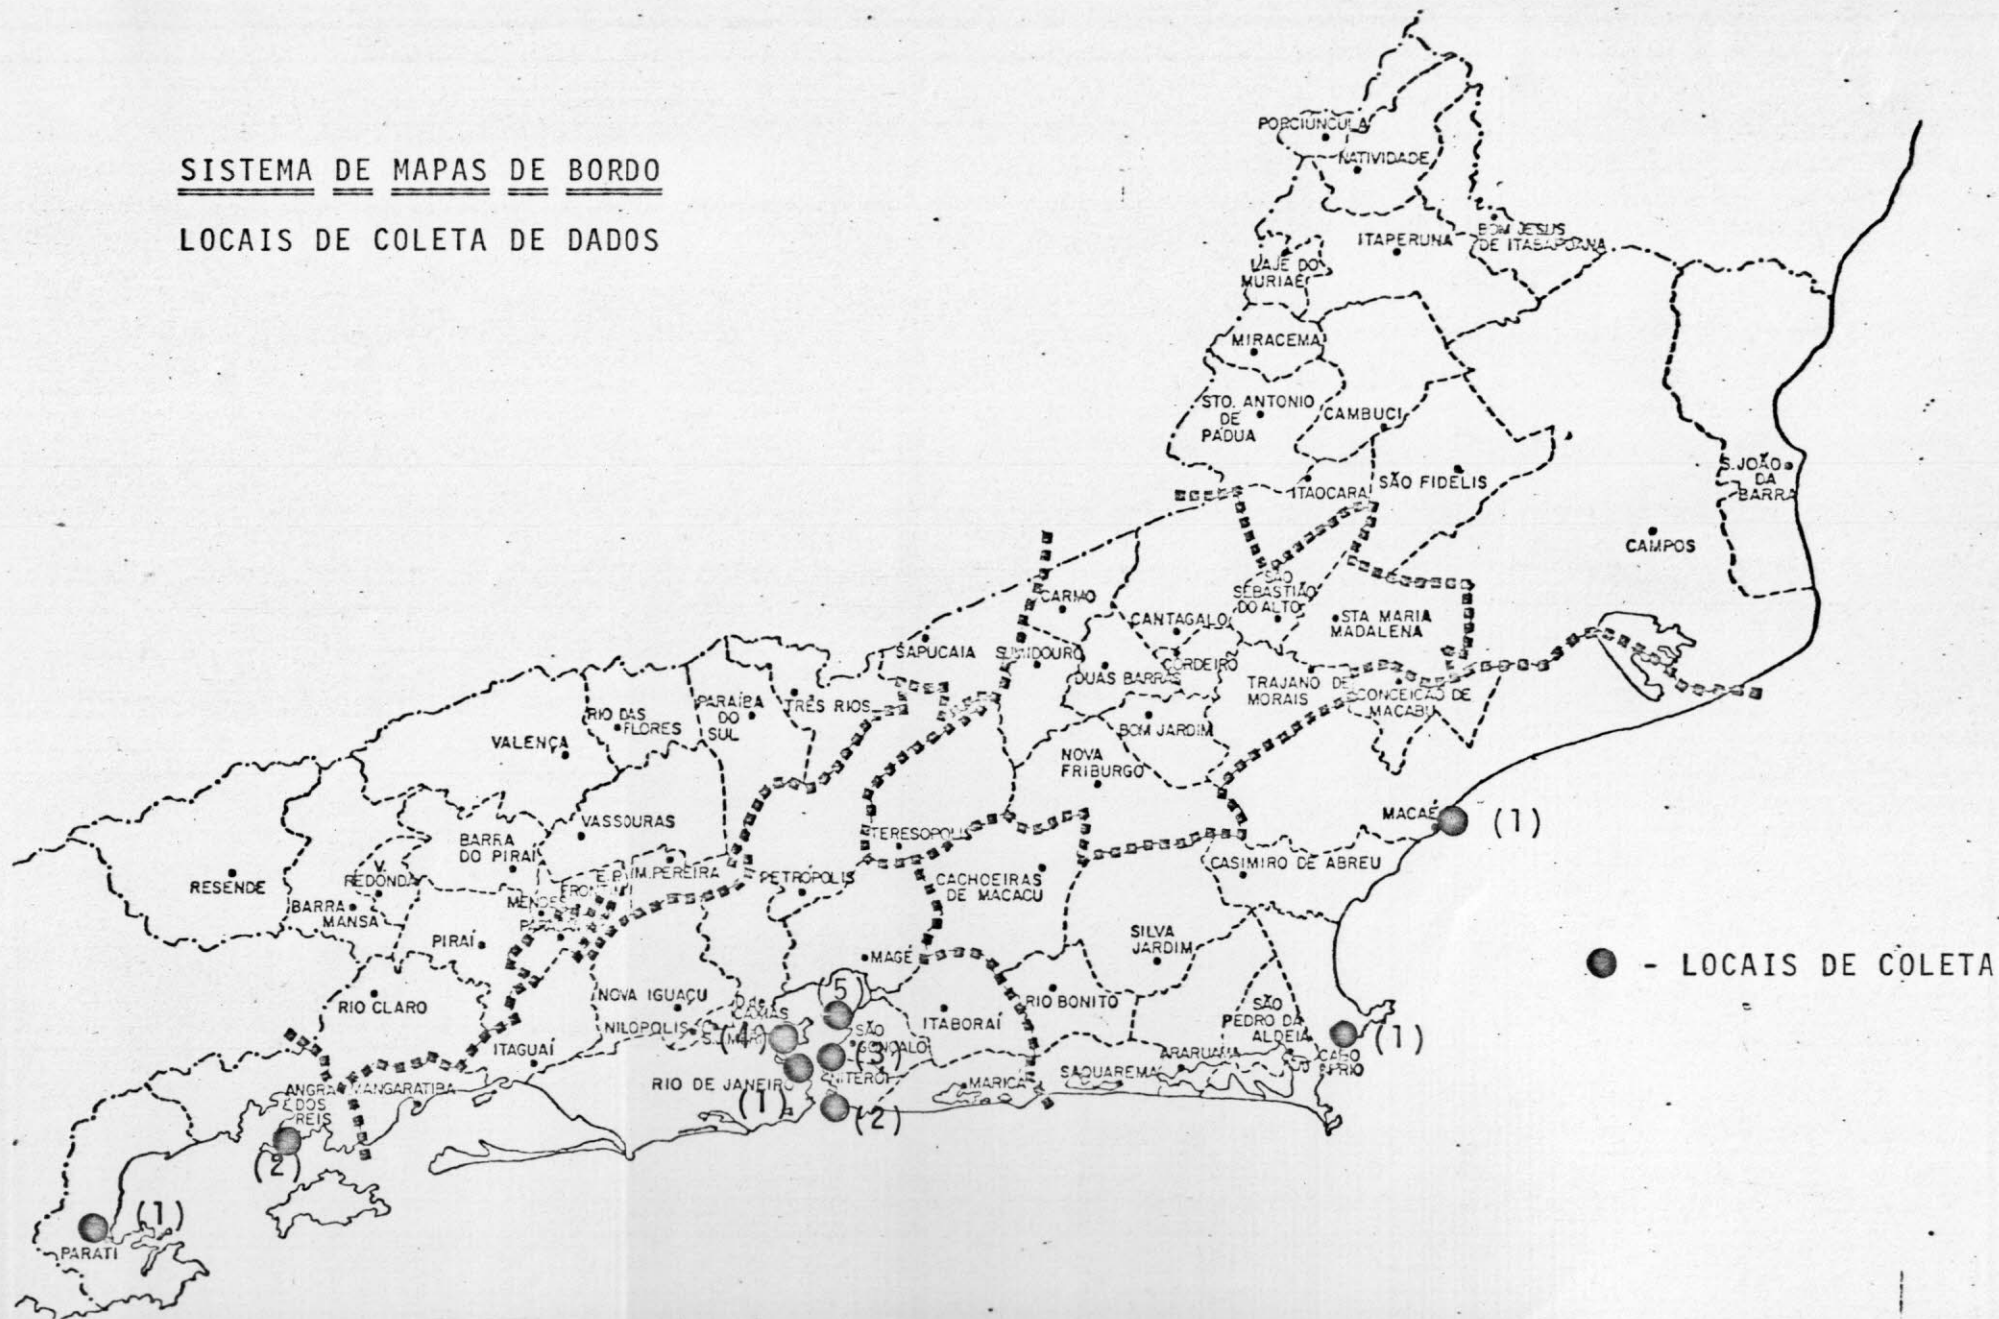 SISTEMA DE MAPAS DE BORDO
LOCAIS DE COLETA DE DADOS
PORCIÚNCULA
NATIVIDADE
ITAPERUNA
BOM JESUS
DE ITABAPOANA
LAJE DO
MURIAÉ
MIRACEMA
STO. ANTONIO
DE
PÁDUA
CAMBUCI
ITAOCARA
SÃO FIDELIS
S. JOÃO
DA
BARRA
CAMPOS
CARMO
CANTAGALO
SÃO
SEBASTIÃO
DO ALTO
STA MARIA
MADALENA
SAPUCAIA
SUMIDOURO
DUAS BARRAS
CORDEIRO
TRAJANO DE
MORAIS
CONCEIÇÃO DE
MACABU
TRÊS RIOS
PARAÍBA
DO
SUL
RIO DAS
FLORES
VALENÇA
BOM JARDIM
NOVA
FRIBURGO
VASSOURAS
BARRA
DO PIRAÍ
TERESOPOLIS
MACAÉ
(1)
CASIMIRO DE ABREU
RESENDE
V.
REDONDA
BARRA
MANSA
MENDES
E.P.
FRONTIN
M.PEREIRA
PETRÓPOLIS
CACHOEIRAS
DE MACACU
PIRAÍ
SILVA
JARDIM
MAGÉ
- LOCAIS DE COLETA
RIO CLARO
NOVA IGUAÇU
D. de
CAXIAS
(5)
ITABORAÍ
RIO BONITO
SÃO
PEDRO DA
ALDEIA
NILOPOLIS
(4)
SÃO
GONÇALO
(3)
ITAGUAÍ
ARARUAMA
CABO
FRIO
(1)
RIO DE JANEIRO
(1)
NITERÓI
(2)
MARICÁ
SAQUAREMA
ANGRA
DOS
REIS
(2)
MANGARATIBA
PARATI
(1)